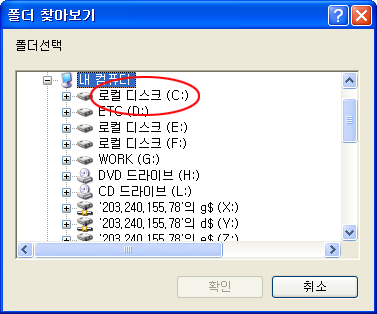 폴더 찾아보기
폴더선택
내 컴퓨터
로컬 디스크 (C:)
ETC (D:)
로컬 디스크 (E:)
로컬 디스크 (F:)
WORK (G:)
DVD 드라이브 (H:)
CD 드라이브 (L:)
'203,240,155,78'의 g$ (X:)
'203,240,155,78'의 d$ (Y:)
'203,240,155,78'의 e$ (Z:)
확인
취소